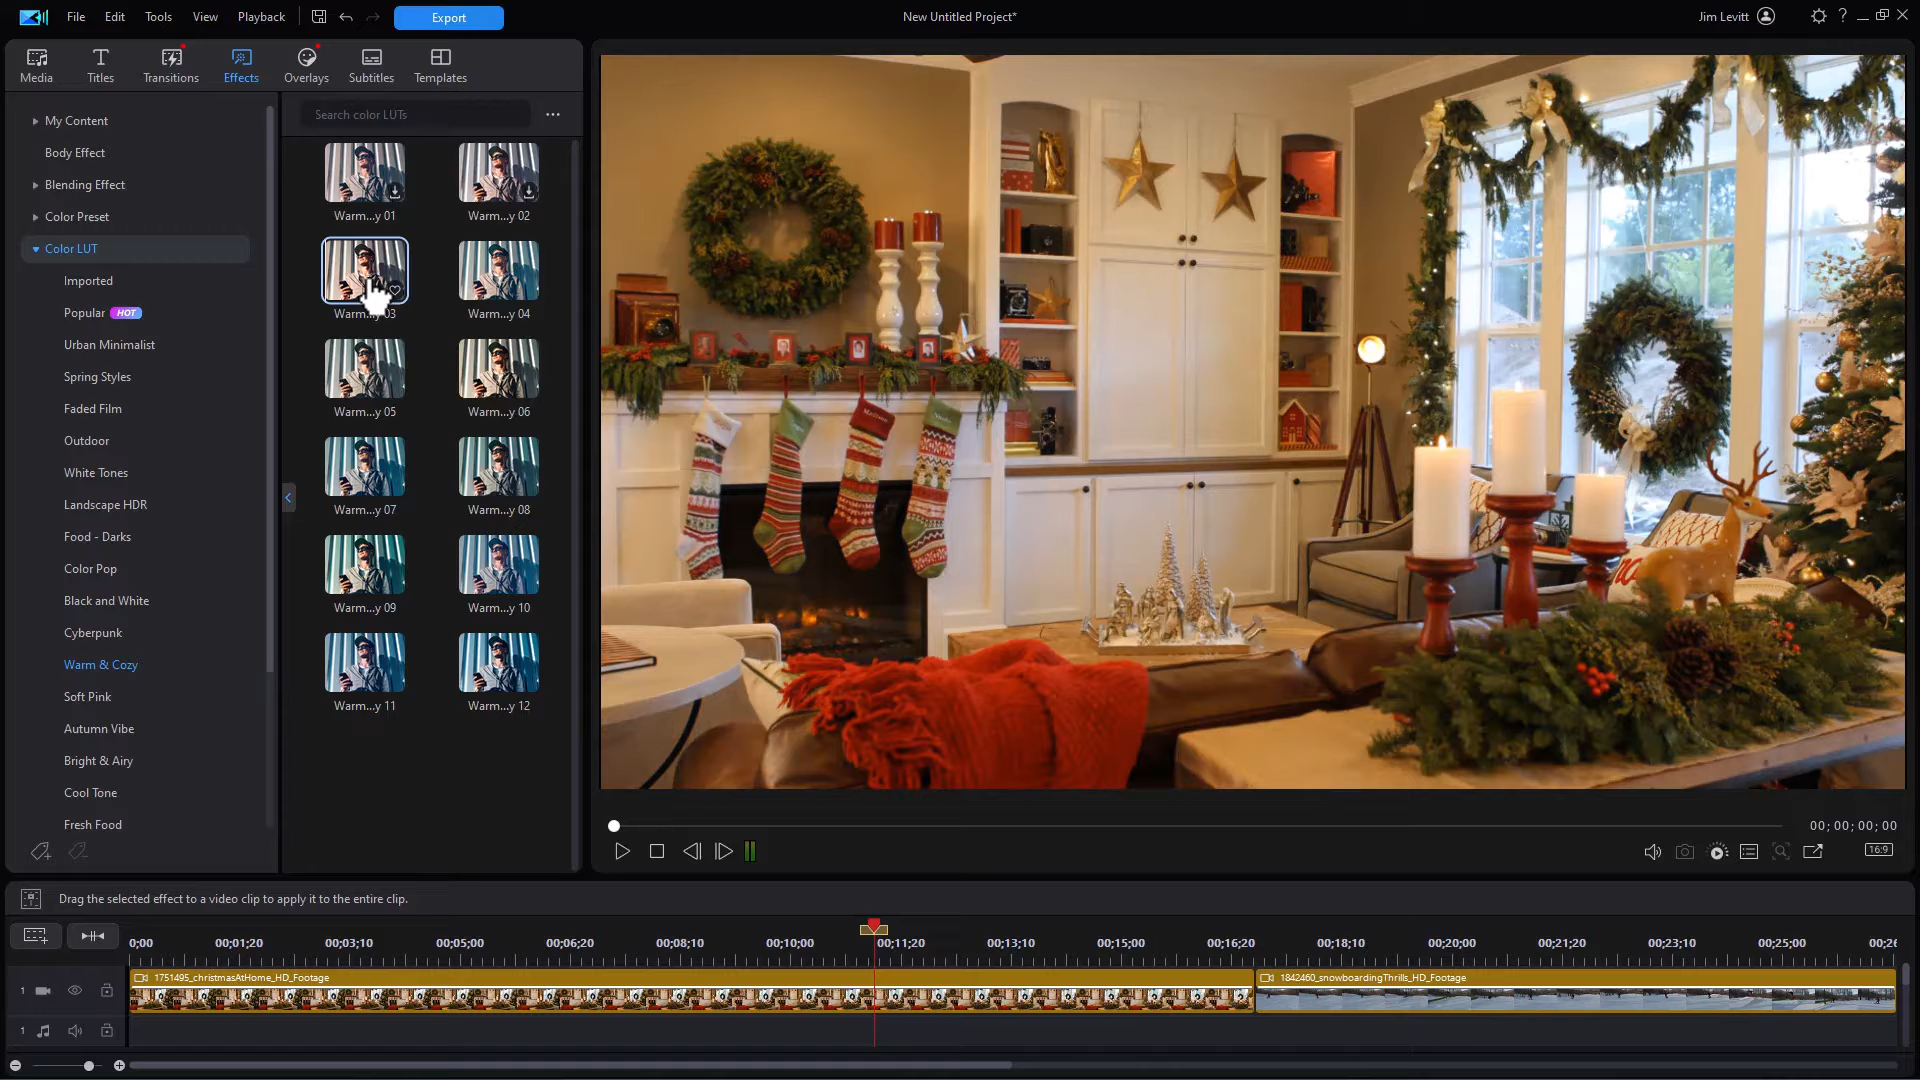 File Edit Tools View Playback Export New Untitled Project* Jim Levitt ?
Media Titles Transitions Effects Overlays Subtitles Templates
Search color LUTs
My Content
Body Effect
Blending Effect
Color Preset
Color LUT
Imported
Popular HOT
Urban Minimalist
Spring Styles
Faded Film
Outdoor
White Tones
Landscape HDR
Food - Darks
Color Pop
Black and White
Cyberpunk
Warm & Cozy
Soft Pink
Autumn Vibe
Bright & Airy
Cool Tone
Fresh Food
Warm...y 01 Warm...y 02
Warm...y 03 Warm...y 04
Warm...y 05 Warm...y 06
Warm...y 07 Warm...y 08
Warm...y 09 Warm...y 10
Warm...y 11 Warm...y 12
00; 00; 00; 00
16:9
Drag the selected effect to a video clip to apply it to the entire clip.
0;00 00;01;20 00;03;10 00;05;00 00;06;20 00;08;10 00;10;00 00;11;20 00;13;10 00;15;00 00;16;20 00;18;10 00;20;00 00;21;20 00;23;10 00;25;00 00;26
1751495_christmasAtHome_HD_Footage 1842460_snowboardingThrills_HD_Footage
1
1